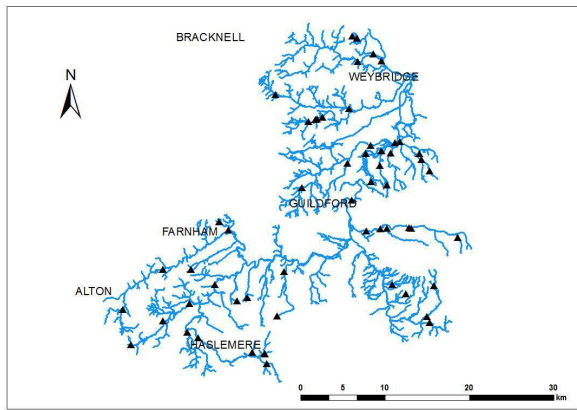 BRACKNELL
WEYBRIDGE
N
GUILDFORD
FARNHAM
ALTON
HASLEMERE
0 5 10 20 30
km